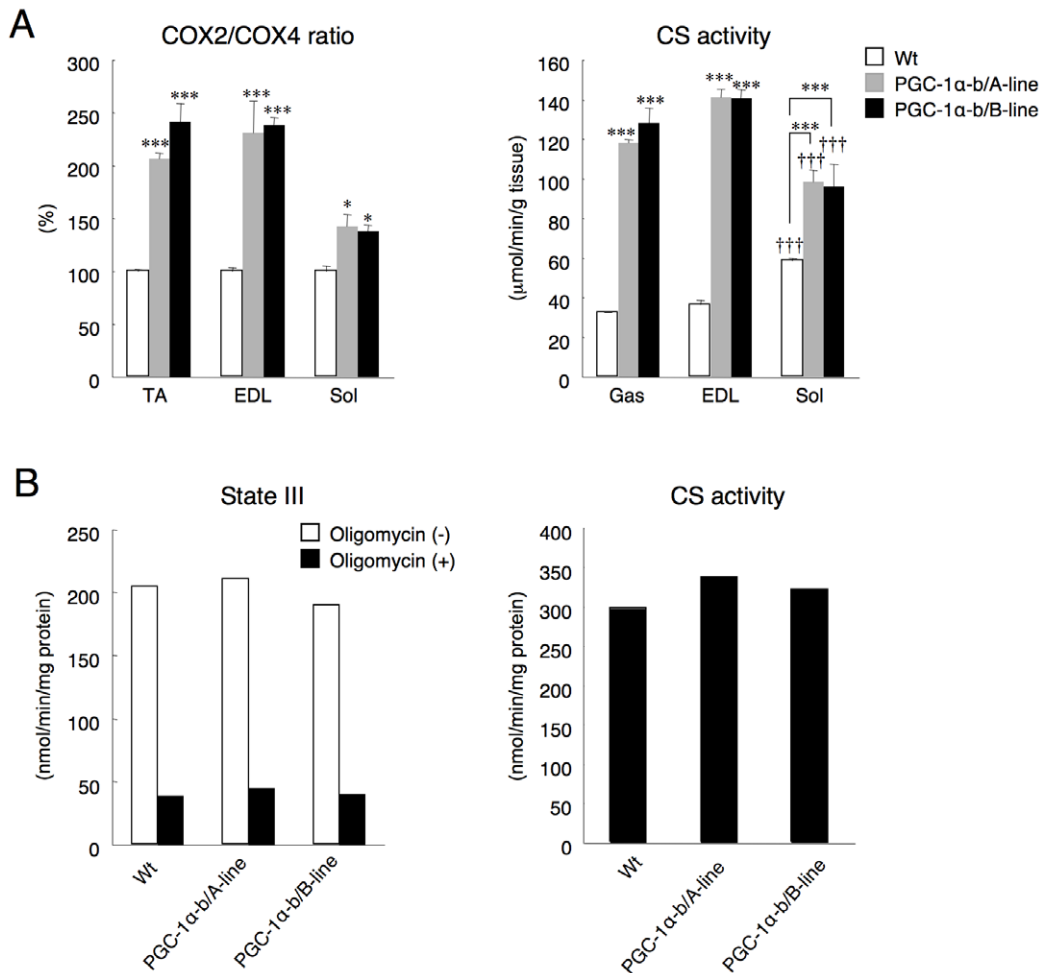 A
COX2/COX4 ratio
300
250
200
150
100
50
0
(%)
***
***
***
***
*
*
TA
EDL
Sol
CS activity
160
140
120
100
80
60
40
20
0
(μmol/min/g tissue)
***
***
***
***
***
***
†††
†††
†††
Gas
EDL
Sol
Wt
PGC-1α-b/A-line
PGC-1α-b/B-line
B
State III
250
200
150
100
50
0
(nmol/min/mg protein)
Oligomycin (-)
Oligomycin (+)
Wt
PGC-1α-b/A-line
PGC-1α-b/B-line
CS activity
400
350
300
350
300
150
100
50
0
(nmol/min/mg protein)
Wt
PGC-1α-b/A-line
PGC-1α-b/B-line